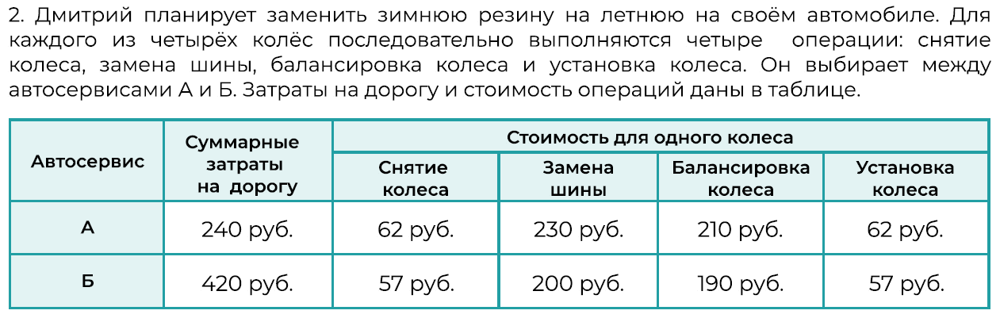 2. Дмитрий планирует заменить зимнюю резину на летнюю на своём автомобиле. Для
каждого из четырёх колёс последовательно выполняются четыре операции: снятие
колеса, замена шины, балансировка колеса и установка колеса. Он выбирает между
автосервисами А и Б. Затраты на дорогу и стоимость операций даны в таблице.
Автосервис
Суммарные
затраты
на дорогу
Стоимость для одного колеса
Снятие
колеса
Замена
шины
Балансировка
колеса
Установка
колеса
А 240 руб. 62 руб. 230 руб. 210 руб. 62 руб.
Б 420 руб. 57 руб. 200 руб. 190 руб. 57 руб.